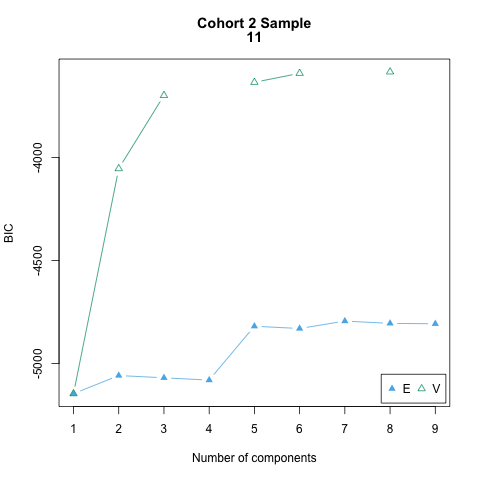 Cohort 2 Sample
11
BIC
-4000
-4500
-5000
E V
1 2 3 4 5 6 7 8 9
Number of components